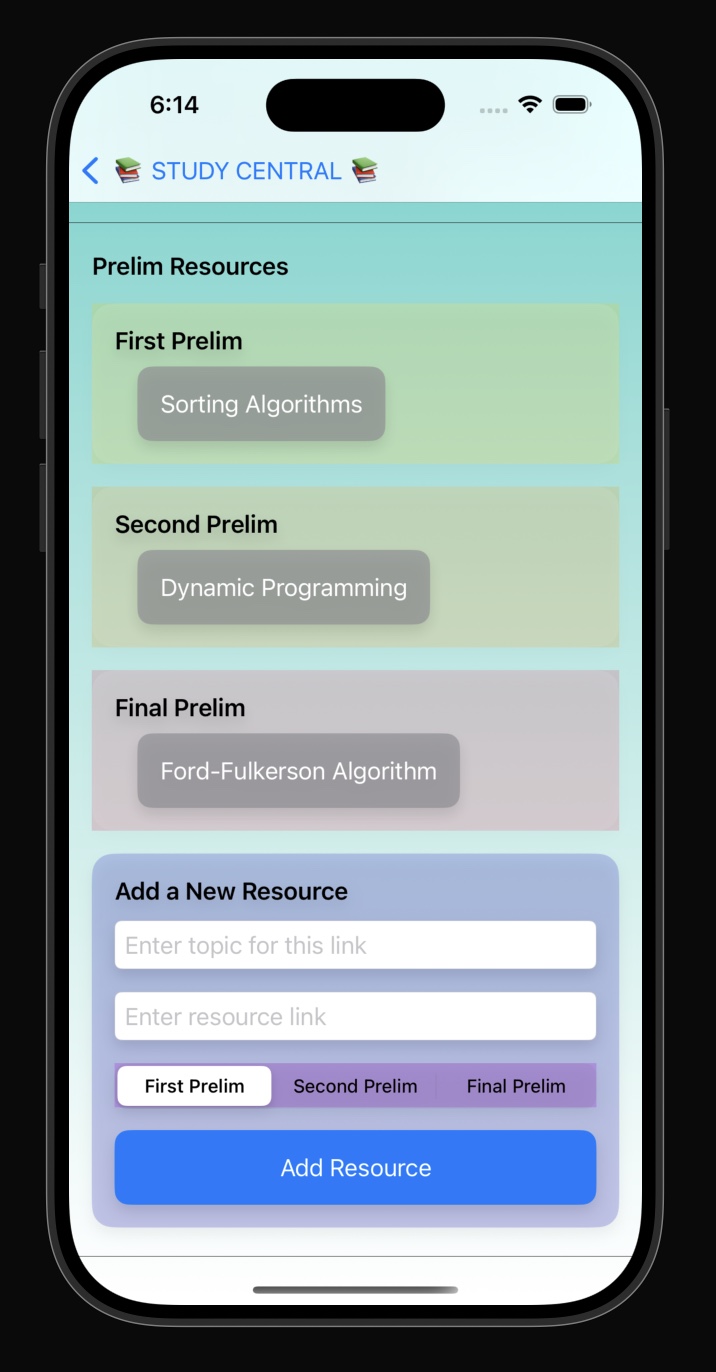 6:14
📚 STUDY CENTRAL 📚
Prelim Resources
First Prelim
Sorting Algorithms
Second Prelim
Dynamic Programming
Final Prelim
Ford-Fulkerson Algorithm
Add a New Resource
Enter topic for this link
Enter resource link
First Prelim Second Prelim Final Prelim
Add Resource